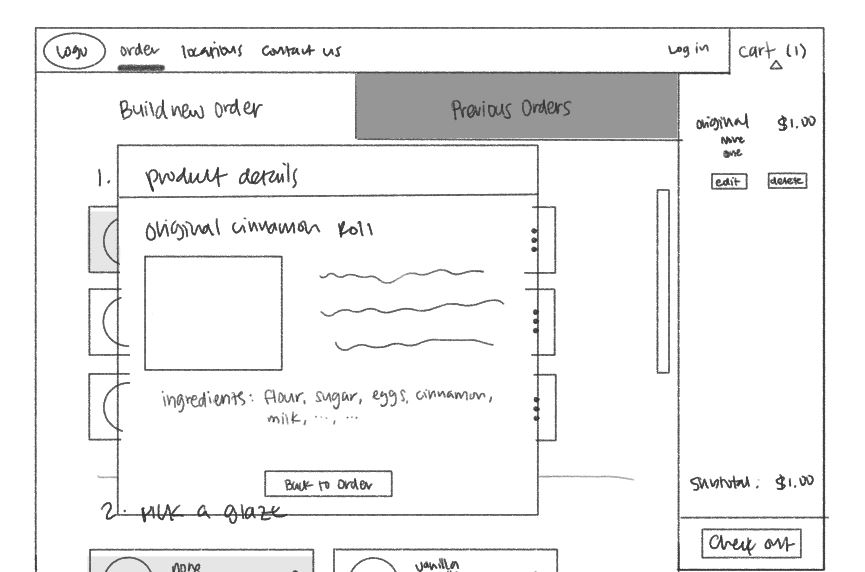 Logo order locations Contact us Log in Cart (1)
Build new order Previous Orders
original $1.00
none
one
edit delete
1.
product details
original cinnamon Roll
ingredients: flour, sugar, eggs, cinnamon,
milk, ..., ...
Back to Order
Subtotal: $1.00
2. Pick a glaze
Check out
none vanilla